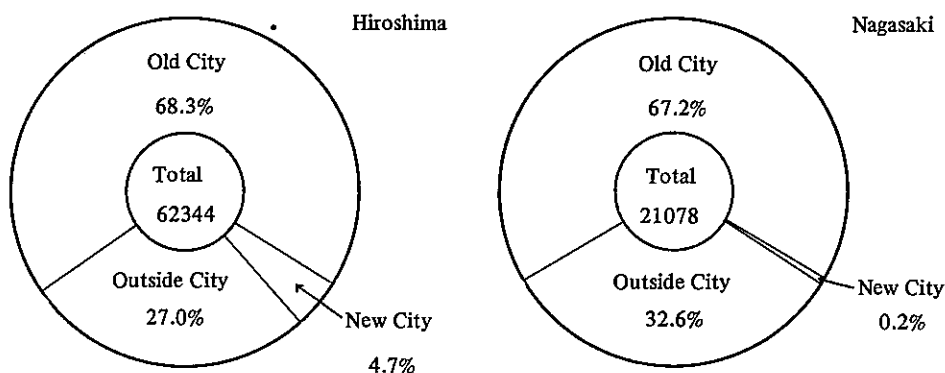 Hiroshima
Old City
68.3%
Total
62344
Outside City
27.0%
New City
4.7%
Nagasaki
Old City
67.2%
Total
21078
Outside City
32.6%
New City
0.2%